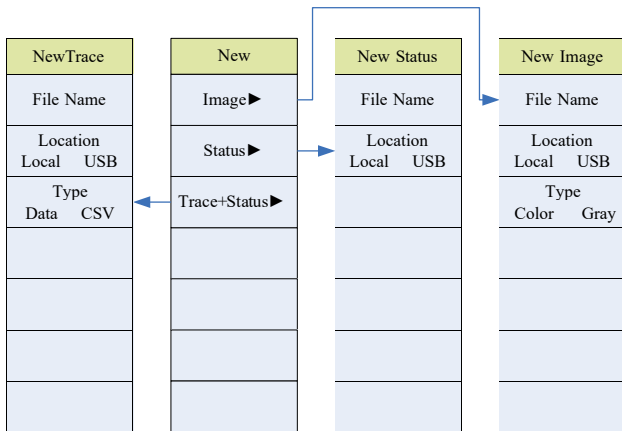 NewTrace
File Name
Location
Local USB
Type
Data CSV
New
Image►
Status►
Trace+Status►
New Status
File Name
Location
Local USB
New Image
File Name
Location
Local USB
Type
Color Gray